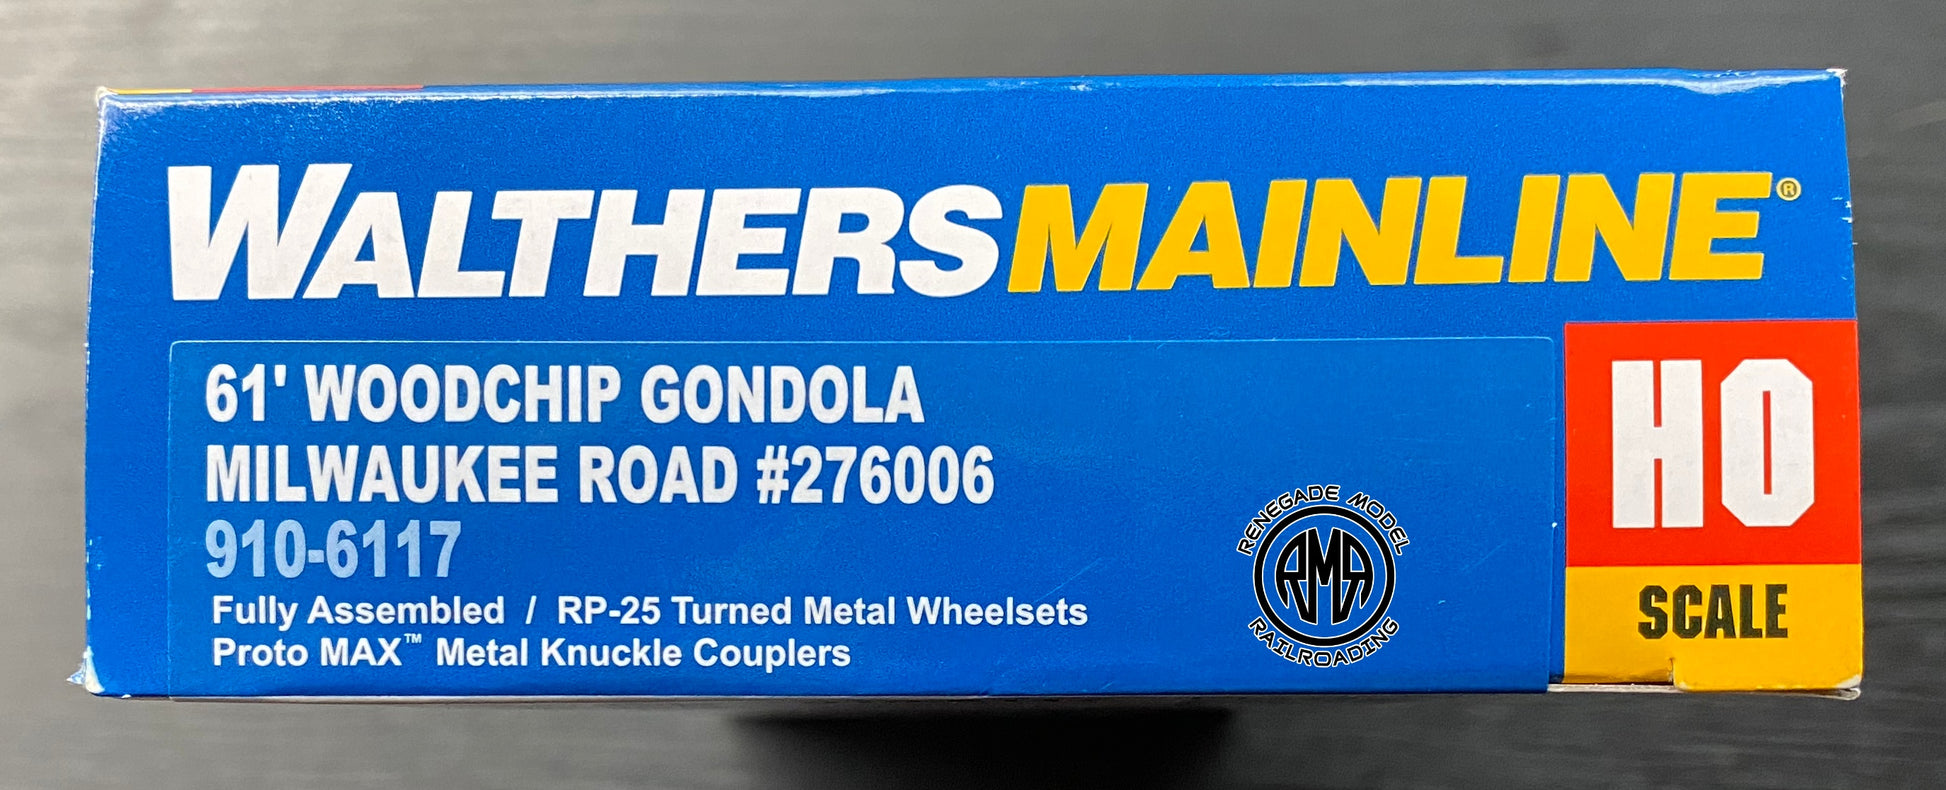 WALTHERSMAINLINE®
61' WOODCHIP GONDOLA
MILWAUKEE ROAD #276006
910-6117
Fully Assembled / RP-25 Turned Metal Wheelsets
Proto MAX™ Metal Knuckle Couplers
HO
SCALE
RENEGADE MODEL
RMR
RAILROADING